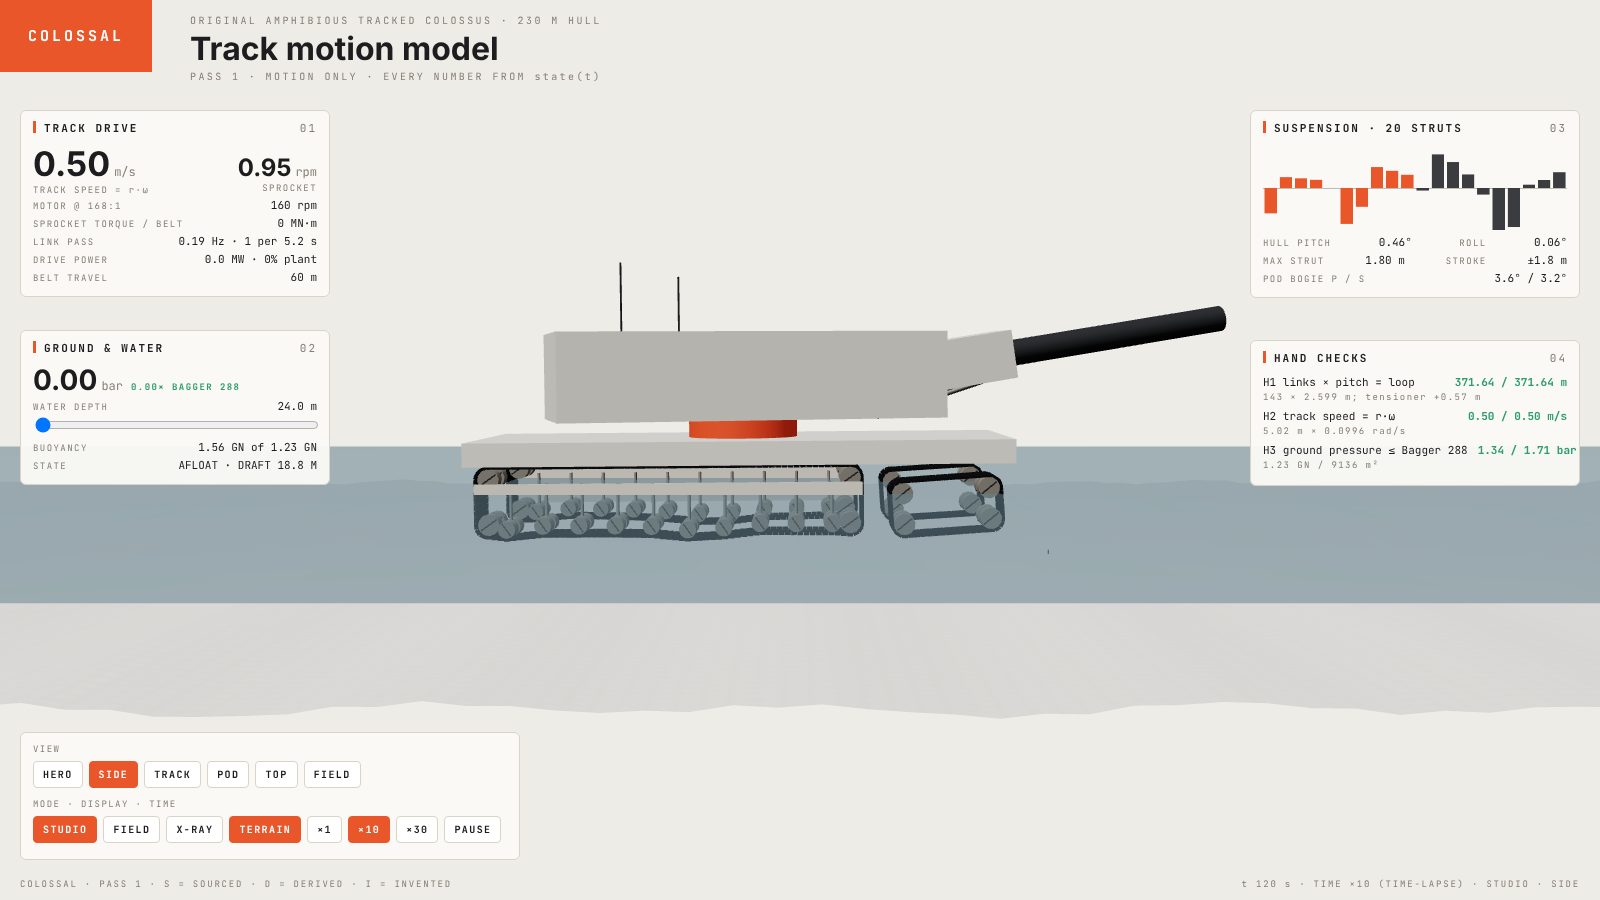 COLOSSAL
ORIGINAL AMPHIBIOUS TRACKED COLOSSUS · 230 M HULL
Track motion model
PASS 1 · MOTION ONLY · EVERY NUMBER FROM state(t)
TRACK DRIVE 01
0.50 m/s 0.95 rpm
TRACK SPEED = r·ω SPROCKET
MOTOR @ 168:1 160 rpm
SPROCKET TORQUE / BELT 0 MN·m
LINK PASS 0.19 Hz · 1 per 5.2 s
DRIVE POWER 0.0 MW · 0% plant
BELT TRAVEL 60 m
GROUND & WATER 02
0.00 bar 0.00× BAGGER 288
WATER DEPTH 24.0 m
BUOYANCY 1.56 GN of 1.23 GN
STATE AFLOAT · DRAFT 18.8 M
SUSPENSION · 20 STRUTS 03
HULL PITCH 0.46° ROLL 0.06°
MAX STRUT 1.80 m STROKE ±1.8 m
POD BOGIE P / S 3.6° / 3.2°
HAND CHECKS 04
H1 links × pitch = loop 371.64 / 371.64 m
143 × 2.599 m; tensioner +0.57 m
H2 track speed = r·ω 0.50 / 0.50 m/s
5.02 m × 0.0996 rad/s
H3 ground pressure ≤ Bagger 288 1.34 / 1.71 bar
1.23 GN / 9136 m²
VIEW
HERO SIDE TRACK POD TOP FIELD
MODE · DISPLAY · TIME
STUDIO FIELD X-RAY TERRAIN ×1 ×10 ×30 PAUSE
COLOSSAL · PASS 1 · S = SOURCED · D = DERIVED · I = INVENTED
t 120 s · TIME ×10 (TIME-LAPSE) · STUDIO · SIDE